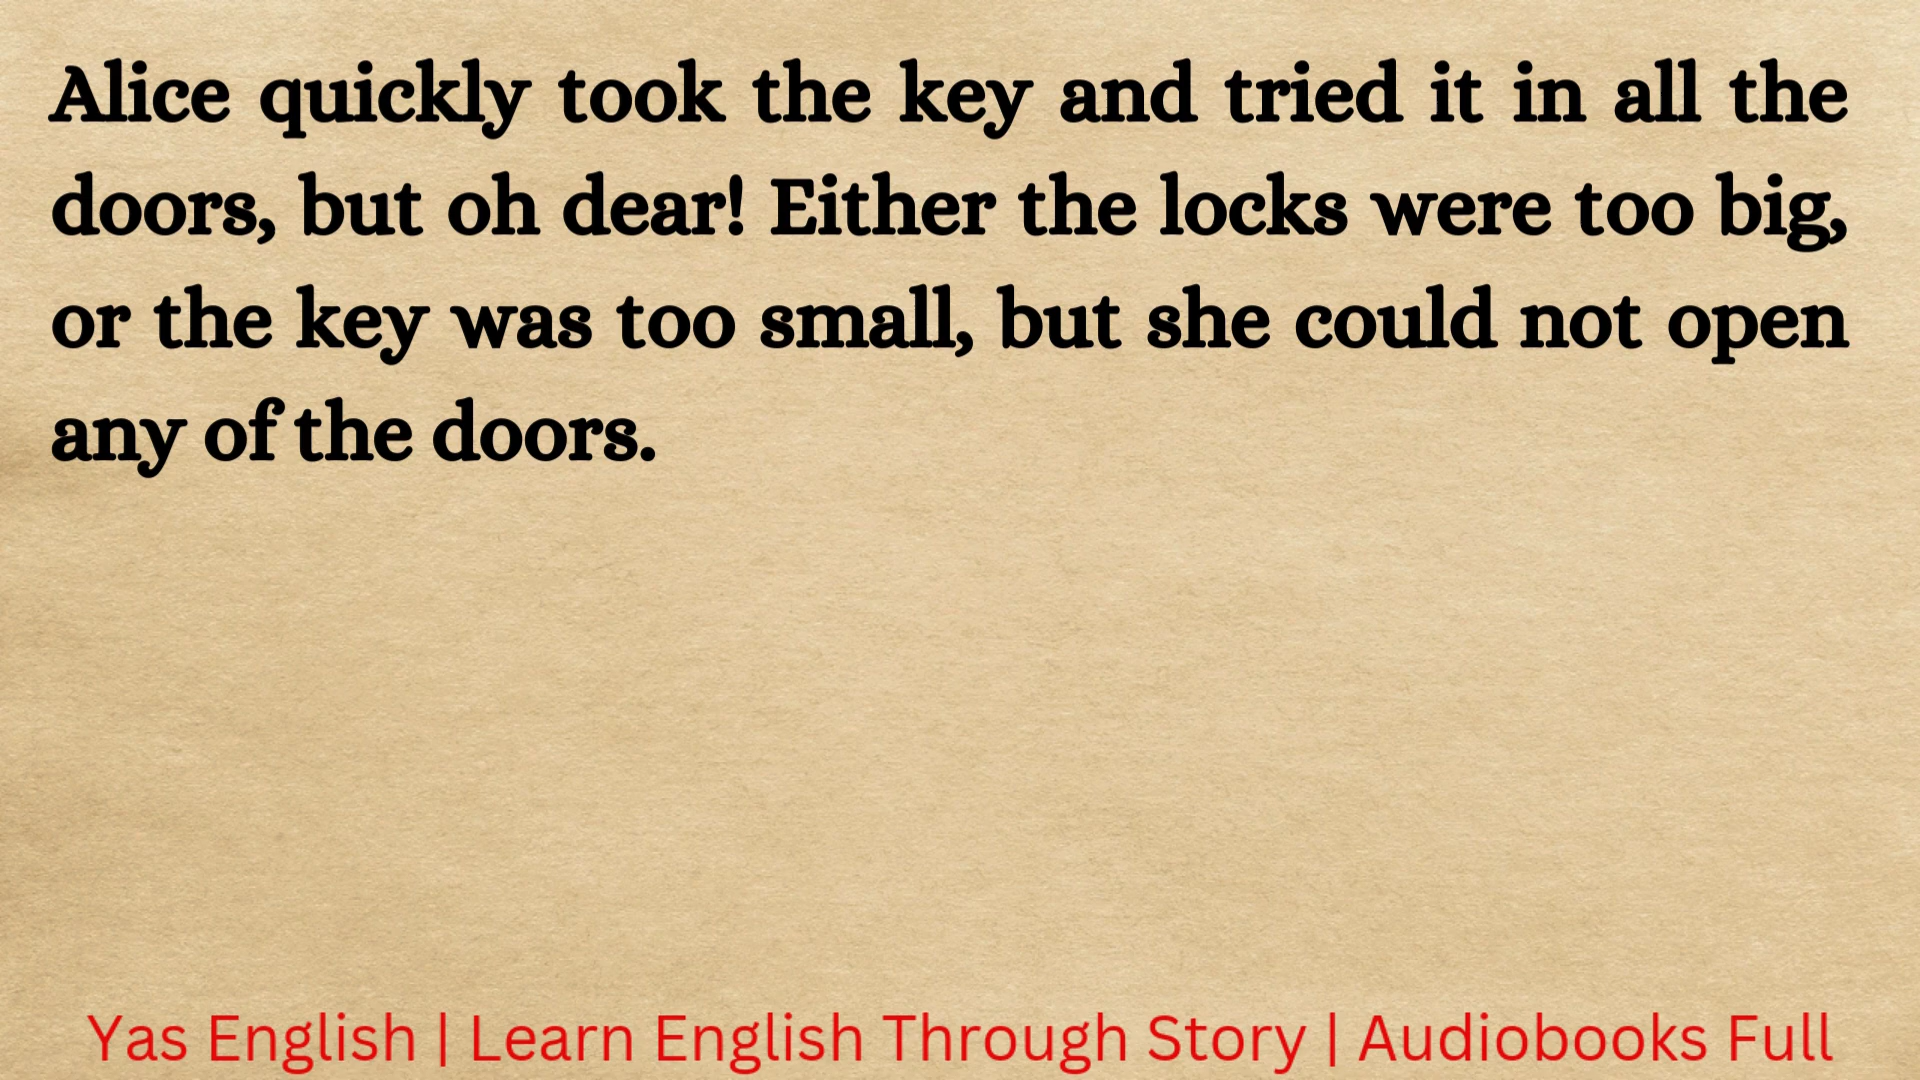 Alice quickly took the key and tried it in all the
doors, but oh dear! Either the locks were too big,
or the key was too small, but she could not open
any of the doors.
Yas English | Learn English Through Story | Audiobooks Full